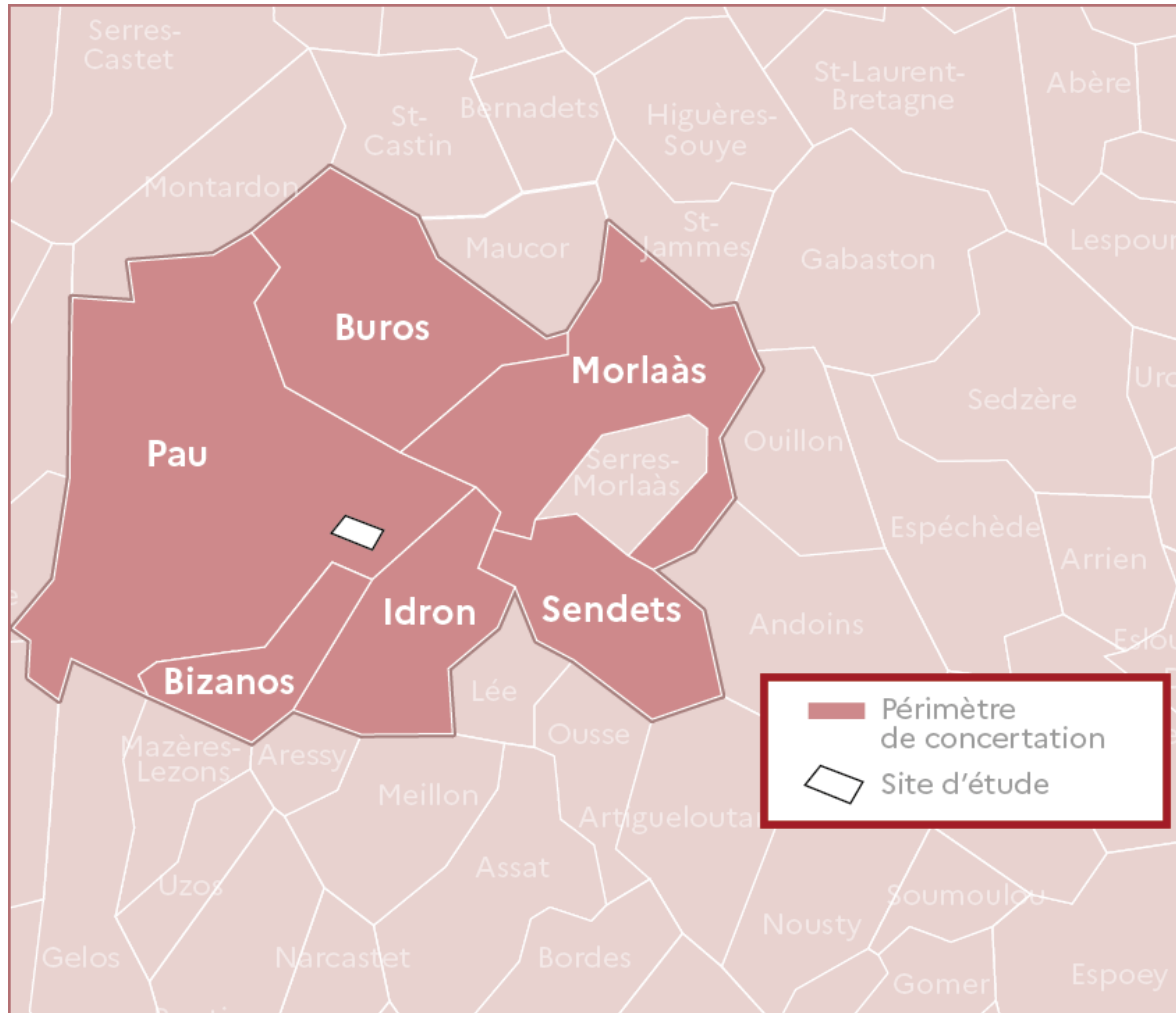 Serres-
Castet
St-
Castin
Bernadets
Higuères-
Souye
St-Laurent-
Bretagne
Abère
Montardon
Maucor
St-
Jammes
Gabaston
Lespour
Buros
Morlaàs
Pau
Serres-
Morlaàs
Ouillon
Sedzère
Uro
Espéchède
Arrien
Idron
Sendets
Andoins
Eslou
Bizanos
Lée
Ousse
Mazères-
Lezons
Aressy
Meillon
Artigueloutan
Périmètre
de concertation
Site d'étude
Assat
Uzos
Soumoulou
Nousty
Gelos
Narcastet
Bordes
Gomer
Espoey